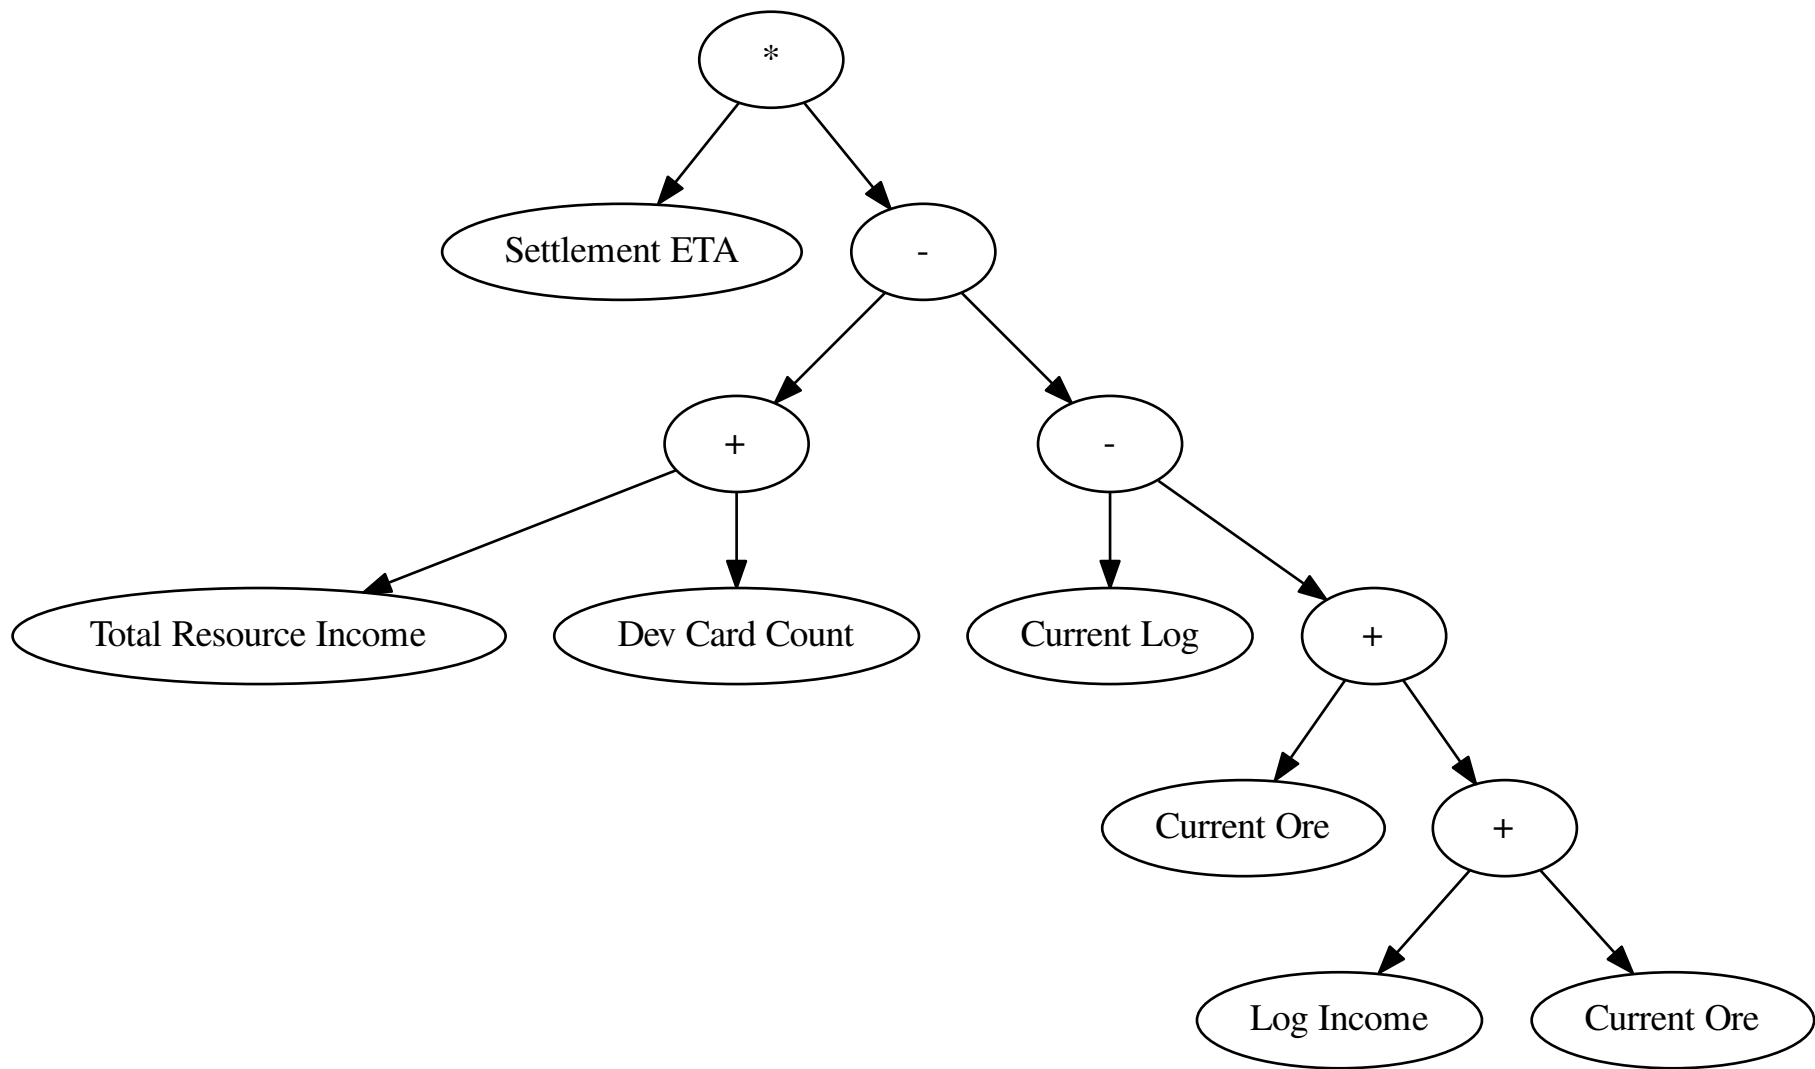 *
Settlement ETA
-
+
-
Total Resource Income
Dev Card Count
Current Log
+
Current Ore
+
Log Income
Current Ore